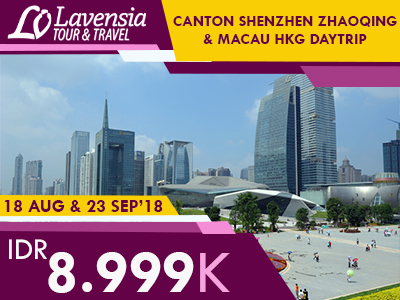 Lavensia
TOUR & TRAVEL
CANTON SHENZHEN ZHAOQING
& MACAU HKG DAYTRIP
18 AUG & 23 SEP'18
IDR 8.999K